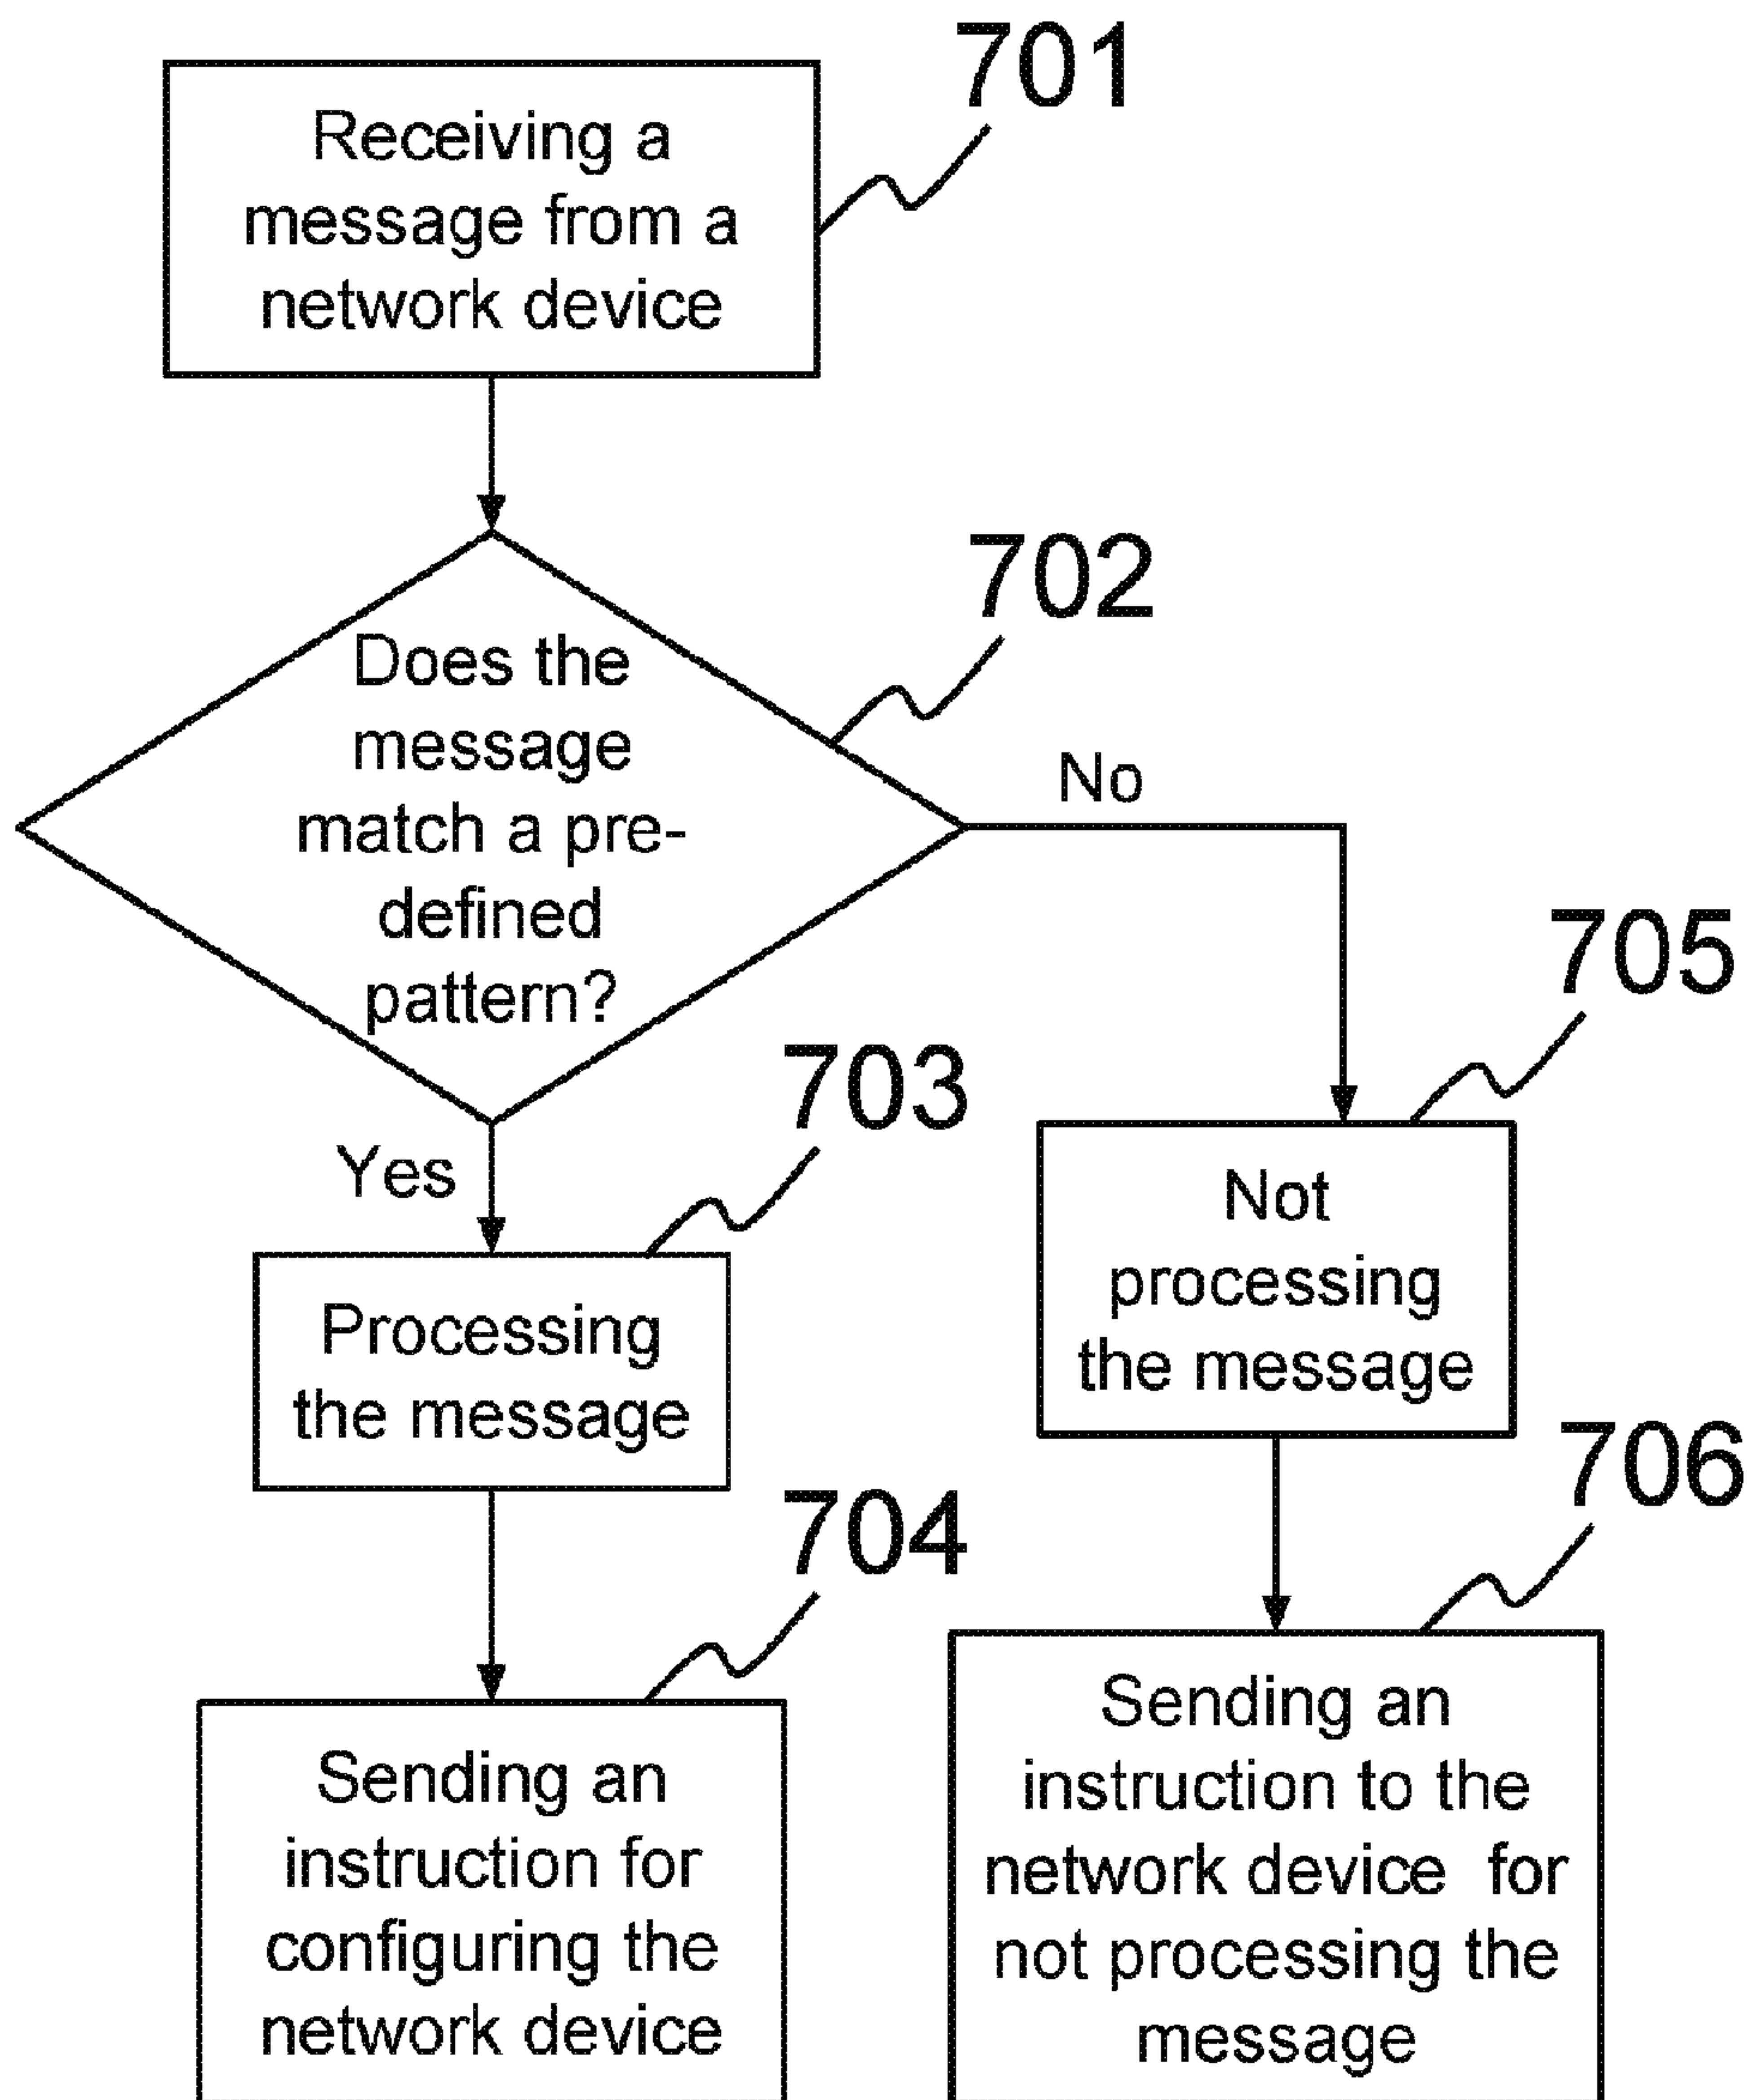 701
Receiving a
message from a
network device
702
Does the
message
match a pre-
defined
pattern?
No
Yes
703
Processing
the message
704
Sending an
instruction for
configuring the
network device
705
Not
processing
the message
706
Sending an
instruction to the
network device  for
not processing the
message